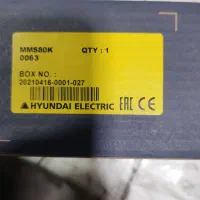 MMS80K QTY : 1
0063
BOX NO. :
20210416-0001-027
HYUNDAI ELECTRIC EAC CE